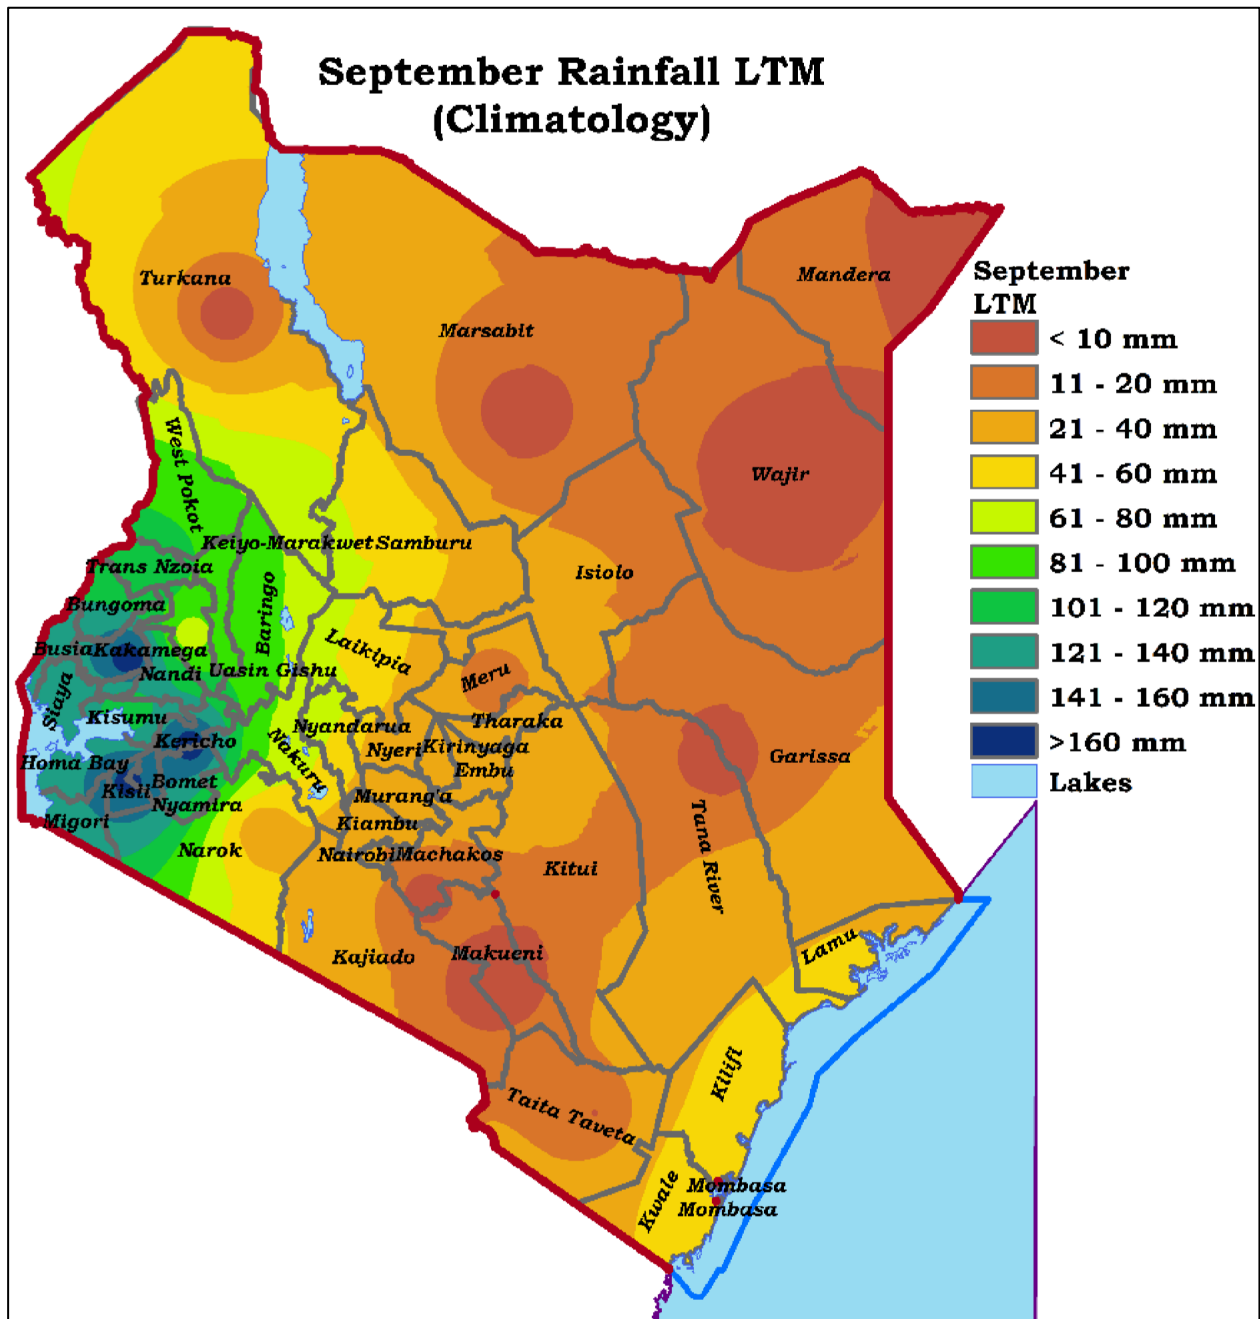 September Rainfall LTM
(Climatology)
September
LTM
< 10 mm
11 - 20 mm
21 - 40 mm
41 - 60 mm
61 - 80 mm
81 - 100 mm
101 - 120 mm
121 - 140 mm
141 - 160 mm
>160 mm
Lakes
Turkana
Mandera
Marsabit
Wajir
West Pokot
Keiyo-Marakwet
Samburu
Isiolo
Trans Nzoia
Bungoma
Baringo
Busia
Kakamega
Laikipia
Nandi
Uasin Gishu
Meru
Siaya
Kisumu
Nyandarua
Tharaka
Kericho
Nyeri
Kirinyaga
Garissa
Homa Bay
Nakuru
Embu
Bomet
Kisii
Nyamira
Murang'a
Migori
Kiambu
Tana River
Narok
Nairobi
Machakos
Kitui
Kajiado
Makueni
Lamu
Kilifi
Taita Taveta
Kwale
Mombasa
Mombasa